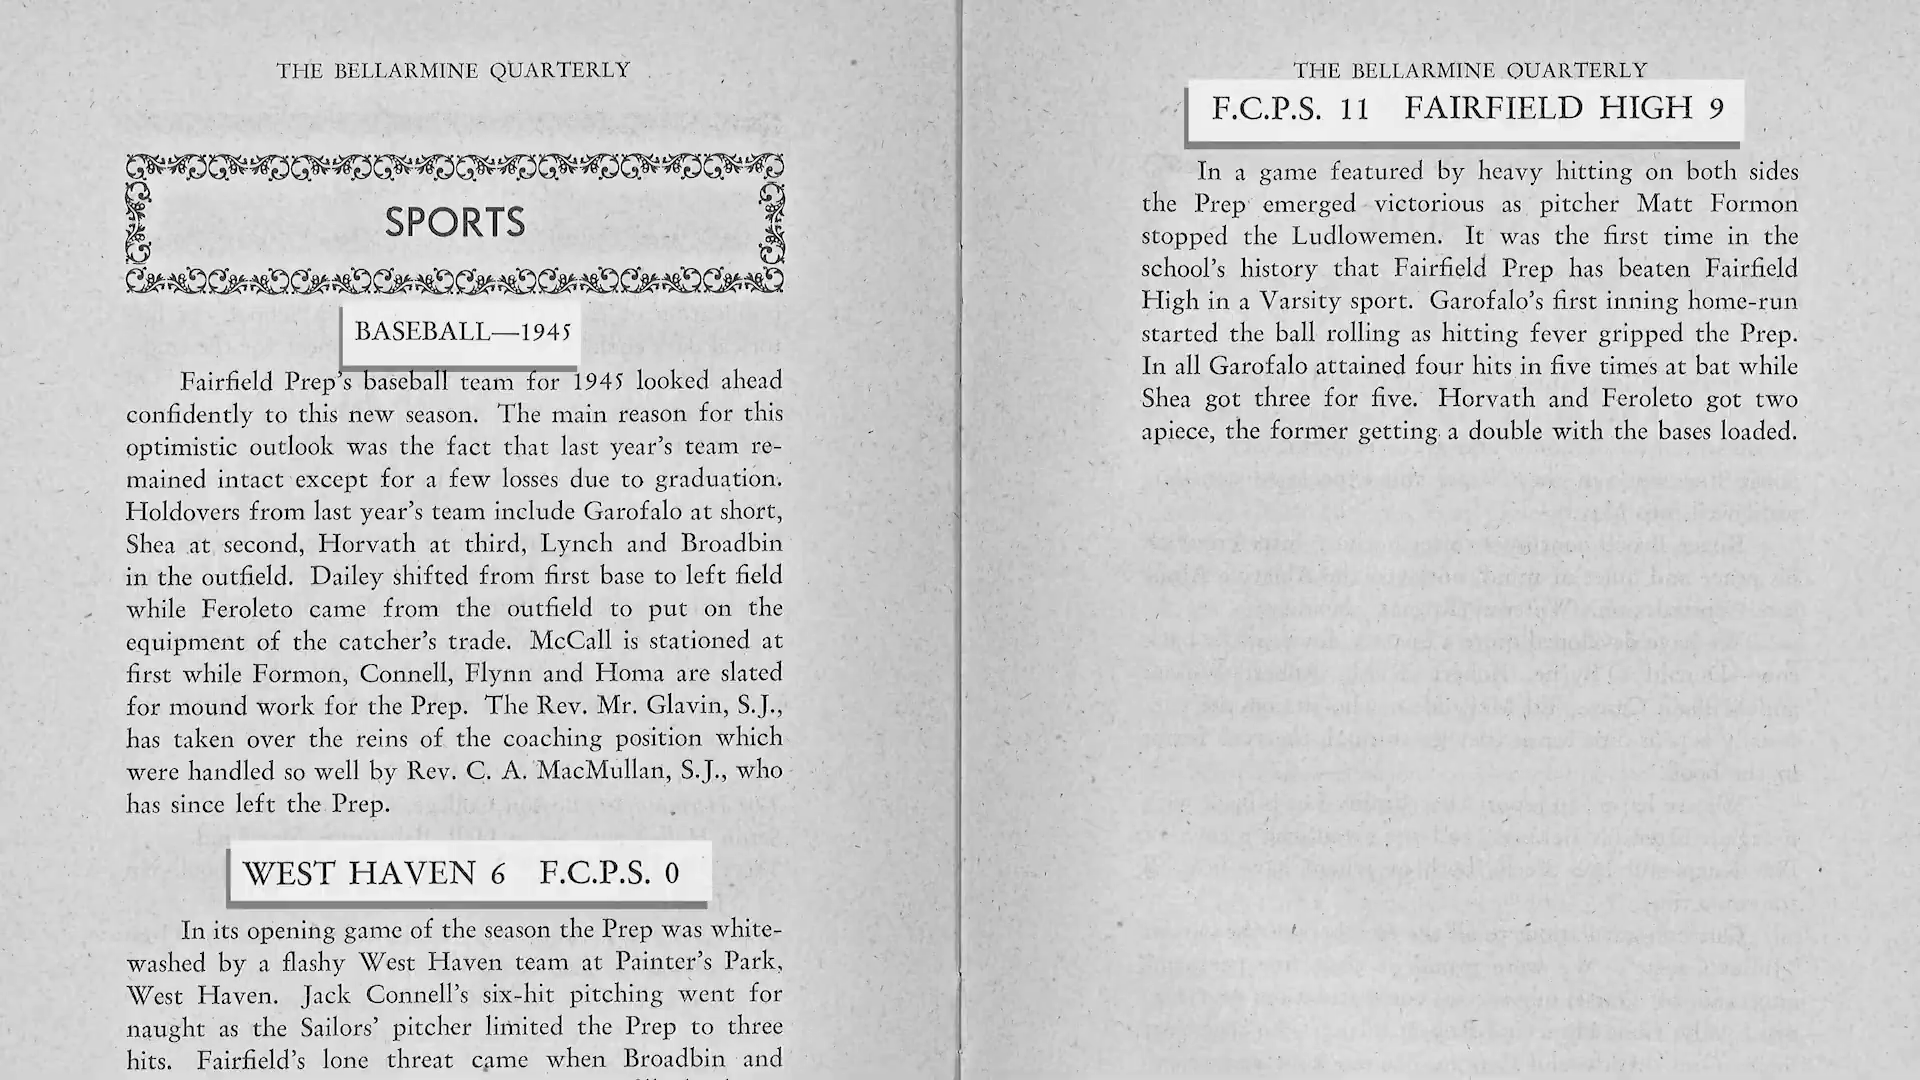 THE BELLARMINE QUARTERLY
SPORTS
BASEBALL—1945
Fairfield Prep's baseball team for 1945 looked ahead
confidently to this new season. The main reason for this
optimistic outlook was the fact that last year's team re-
mained intact except for a few losses due to graduation.
Holdovers from last year's team include Garofalo at short,
Shea at second, Horvath at third, Lynch and Broadbin
in the outfield. Dailey shifted from first base to left field
while Feroleto came from the outfield to put on the
equipment of the catcher's trade. McCall is stationed at
first while Formon, Connell, Flynn and Homa are slated
for mound work for the Prep. The Rev. Mr. Glavin, S.J.,
has taken over the reins of the coaching position which
were handled so well by Rev. C. A. MacMullan, S.J., who
has since left the Prep.
WEST HAVEN 6 F.C.P.S. 0
In its opening game of the season the Prep was white-
washed by a flashy West Haven team at Painter's Park,
West Haven. Jack Connell's six-hit pitching went for
naught as the Sailors' pitcher limited the Prep to three
hits. Fairfield's lone threat came when Broadbin and
THE BELLARMINE QUARTERLY
F.C.P.S. 11 FAIRFIELD HIGH 9
In a game featured by heavy hitting on both sides
the Prep emerged victorious as pitcher Matt Formon
stopped the Ludlowemen. It was the first time in the
school's history that Fairfield Prep has beaten Fairfield
High in a Varsity sport. Garofalo's first inning home-run
started the ball rolling as hitting fever gripped the Prep.
In all Garofalo attained four hits in five times at bat while
Shea got three for five. Horvath and Feroleto got two
apiece, the former getting a double with the bases loaded.